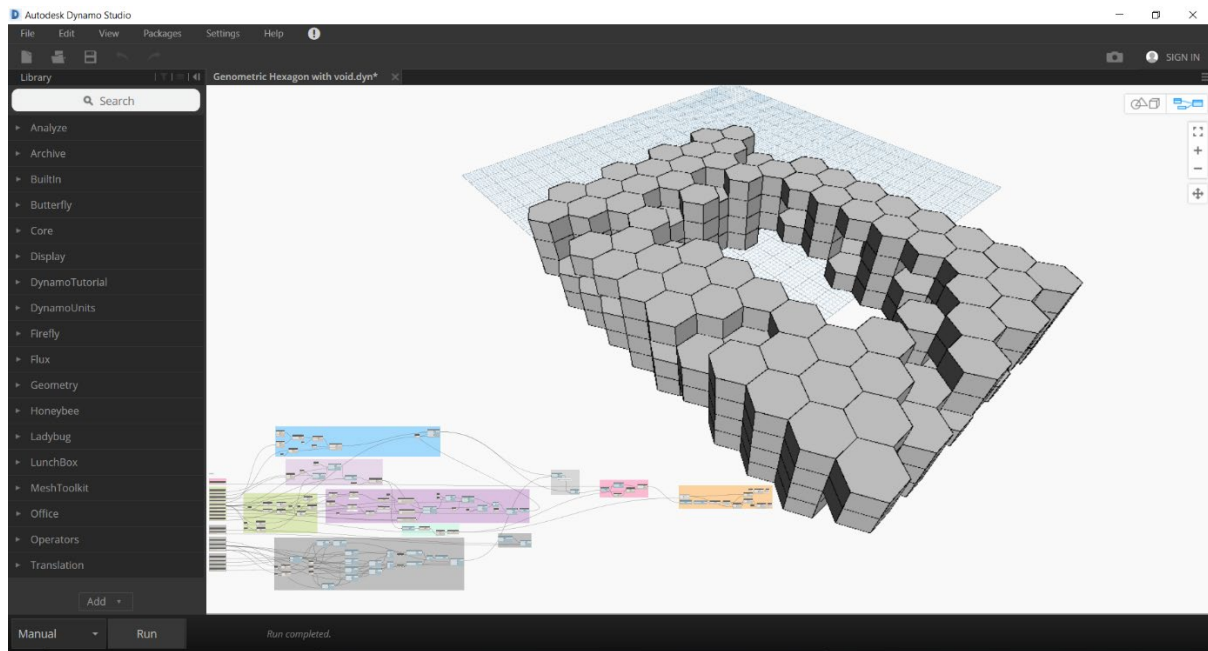 Autodesk Dynamo Studio
File Edit View Packages Settings Help
SIGN IN
Library
Genometric Hexagon with void.dyn*
Search
Analyze
Archive
BuiltIn
Butterfly
Core
Display
DynamoTutorial
DynamoUnits
Firefly
Flux
Geometry
Honeybee
Ladybug
LunchBox
MeshToolkit
Office
Operators
Translation
Add +
Manual Run Run completed.